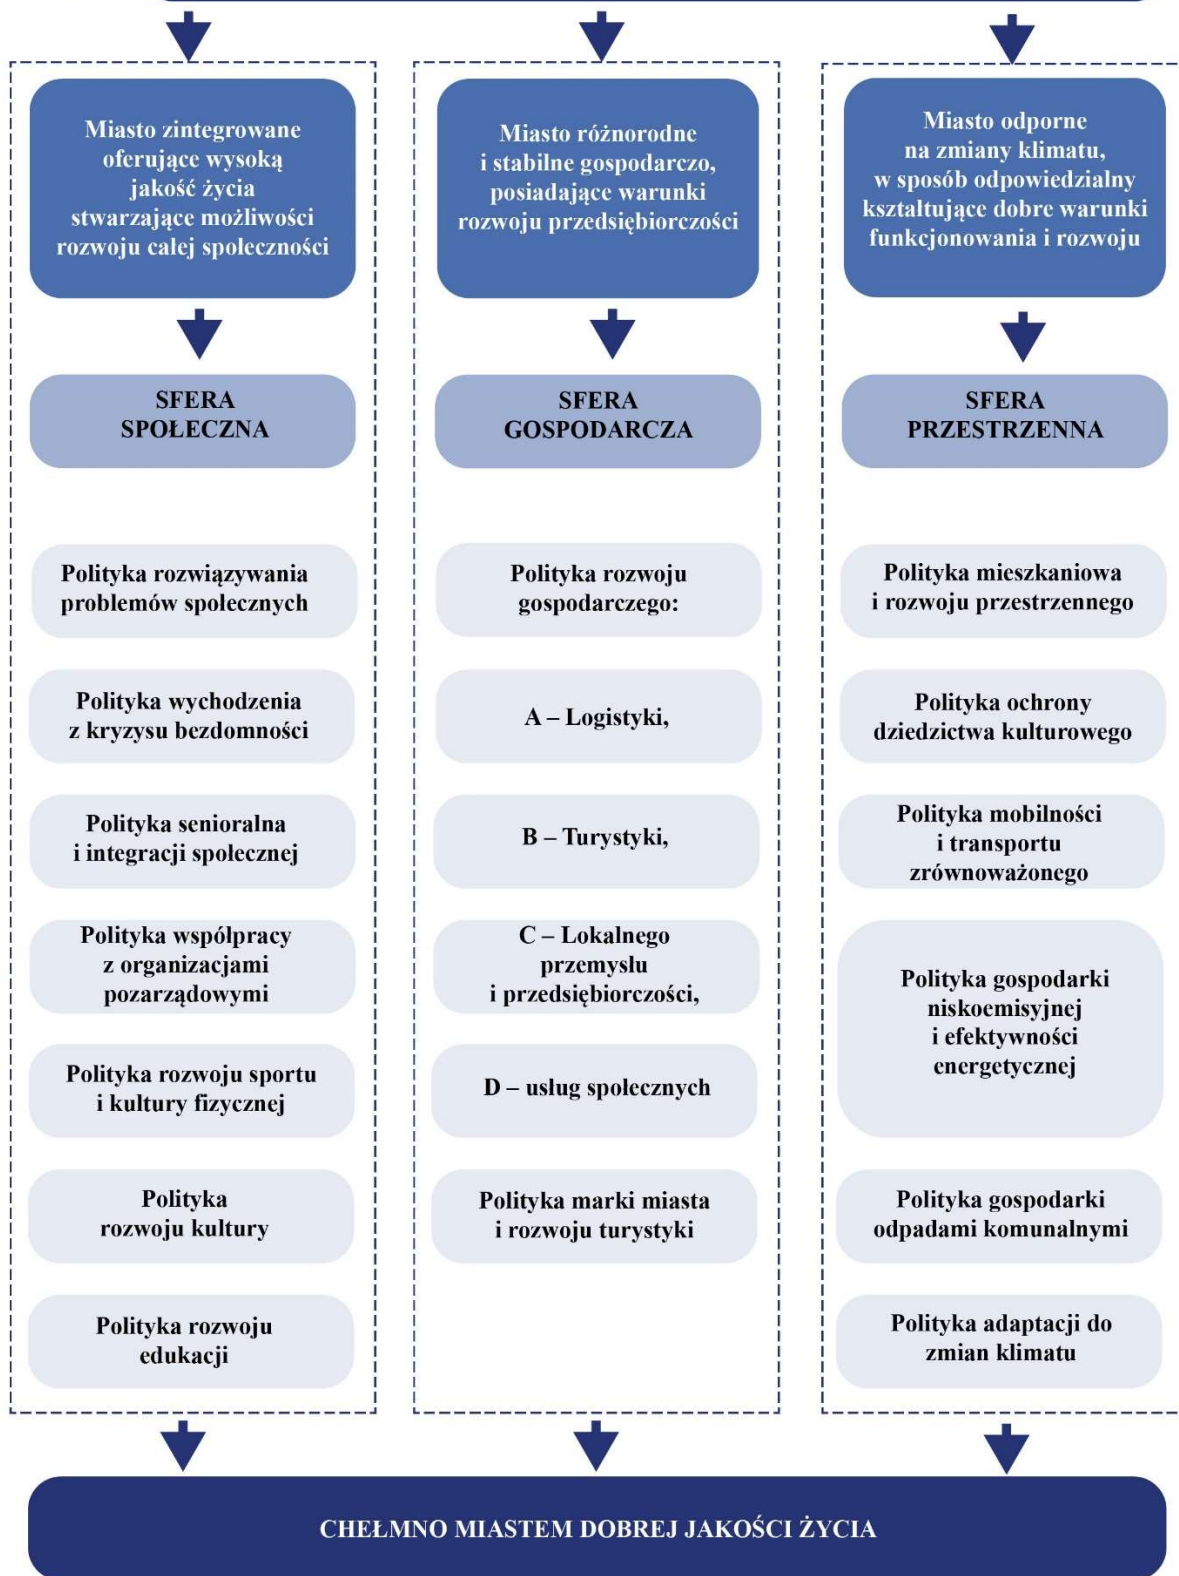 Miasto zintegrowane
oferujące wysoką
jakość życia
stwarzające możliwości
rozwoju całej społeczności
SFERA
SPOŁECZNA
Polityka rozwiązywania
problemów społecznych
Polityka wychodzenia
z kryzysu bezdomności
Polityka senioralna
i integracji społecznej
Polityka współpracy
z organizacjami
pozarządowymi
Polityka rozwoju sportu
i kultury fizycznej
Polityka
rozwoju kultury
Polityka rozwoju
edukacji
Miasto różnorodne
i stabilne gospodarczo,
posiadające warunki
rozwoju przedsiębiorczości
SFERA
GOSPODARCZA
Polityka rozwoju
gospodarczego:
A – Logistyki,
B – Turystyki,
C – Lokalnego
przemysłu
i przedsiębiorczości,
D – usług społecznych
Polityka marki miasta
i rozwoju turystyki
Miasto odporne
na zmiany klimatu,
w sposób odpowiedzialny
kształtujące dobre warunki
funkcjonowania i rozwoju
SFERA
PRZESTRZENNA
Polityka mieszkaniowa
i rozwoju przestrzennego
Polityka ochrony
dziedzictwa kulturowego
Polityka mobilności
i transportu
zrównoważonego
Polityka gospodarki
niskoemisyjnej
i efektywności
energetycznej
Polityka gospodarki
odpadami komunalnymi
Polityka adaptacji do
zmian klimatu
CHEŁMNO MIASTEM DOBREJ JAKOŚCI ŻYCIA